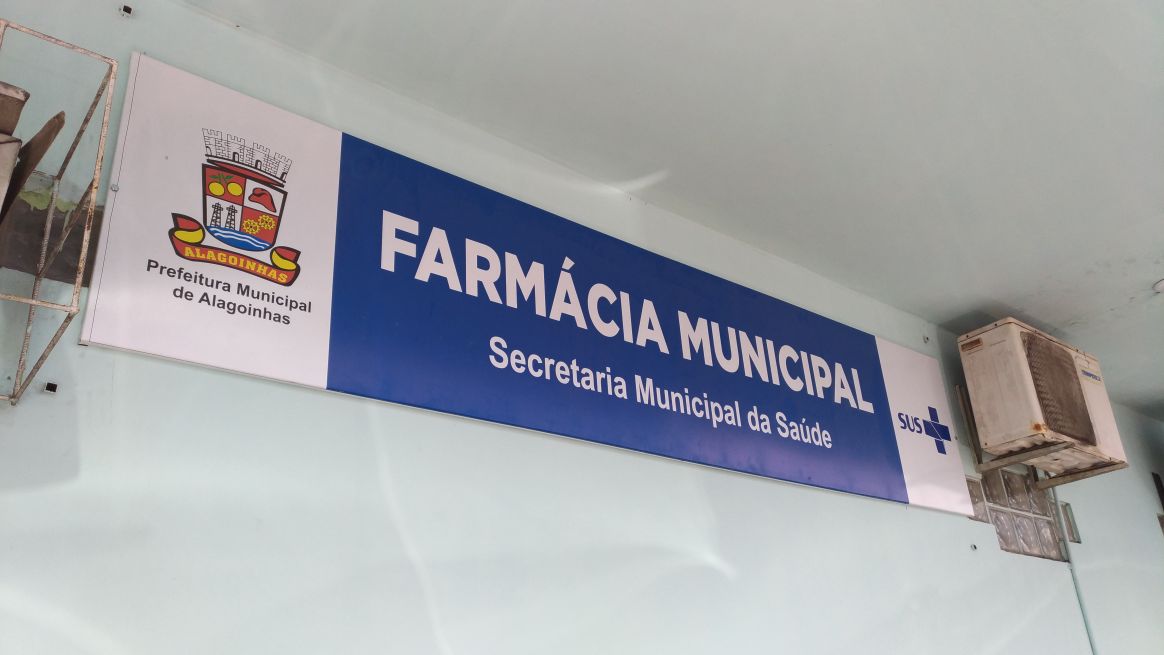 ALAGOINHAS
Prefeitura Municipal
de Alagoinhas
FARMÁCIA MUNICIPAL
Secretaria Municipal da Saúde
SUS